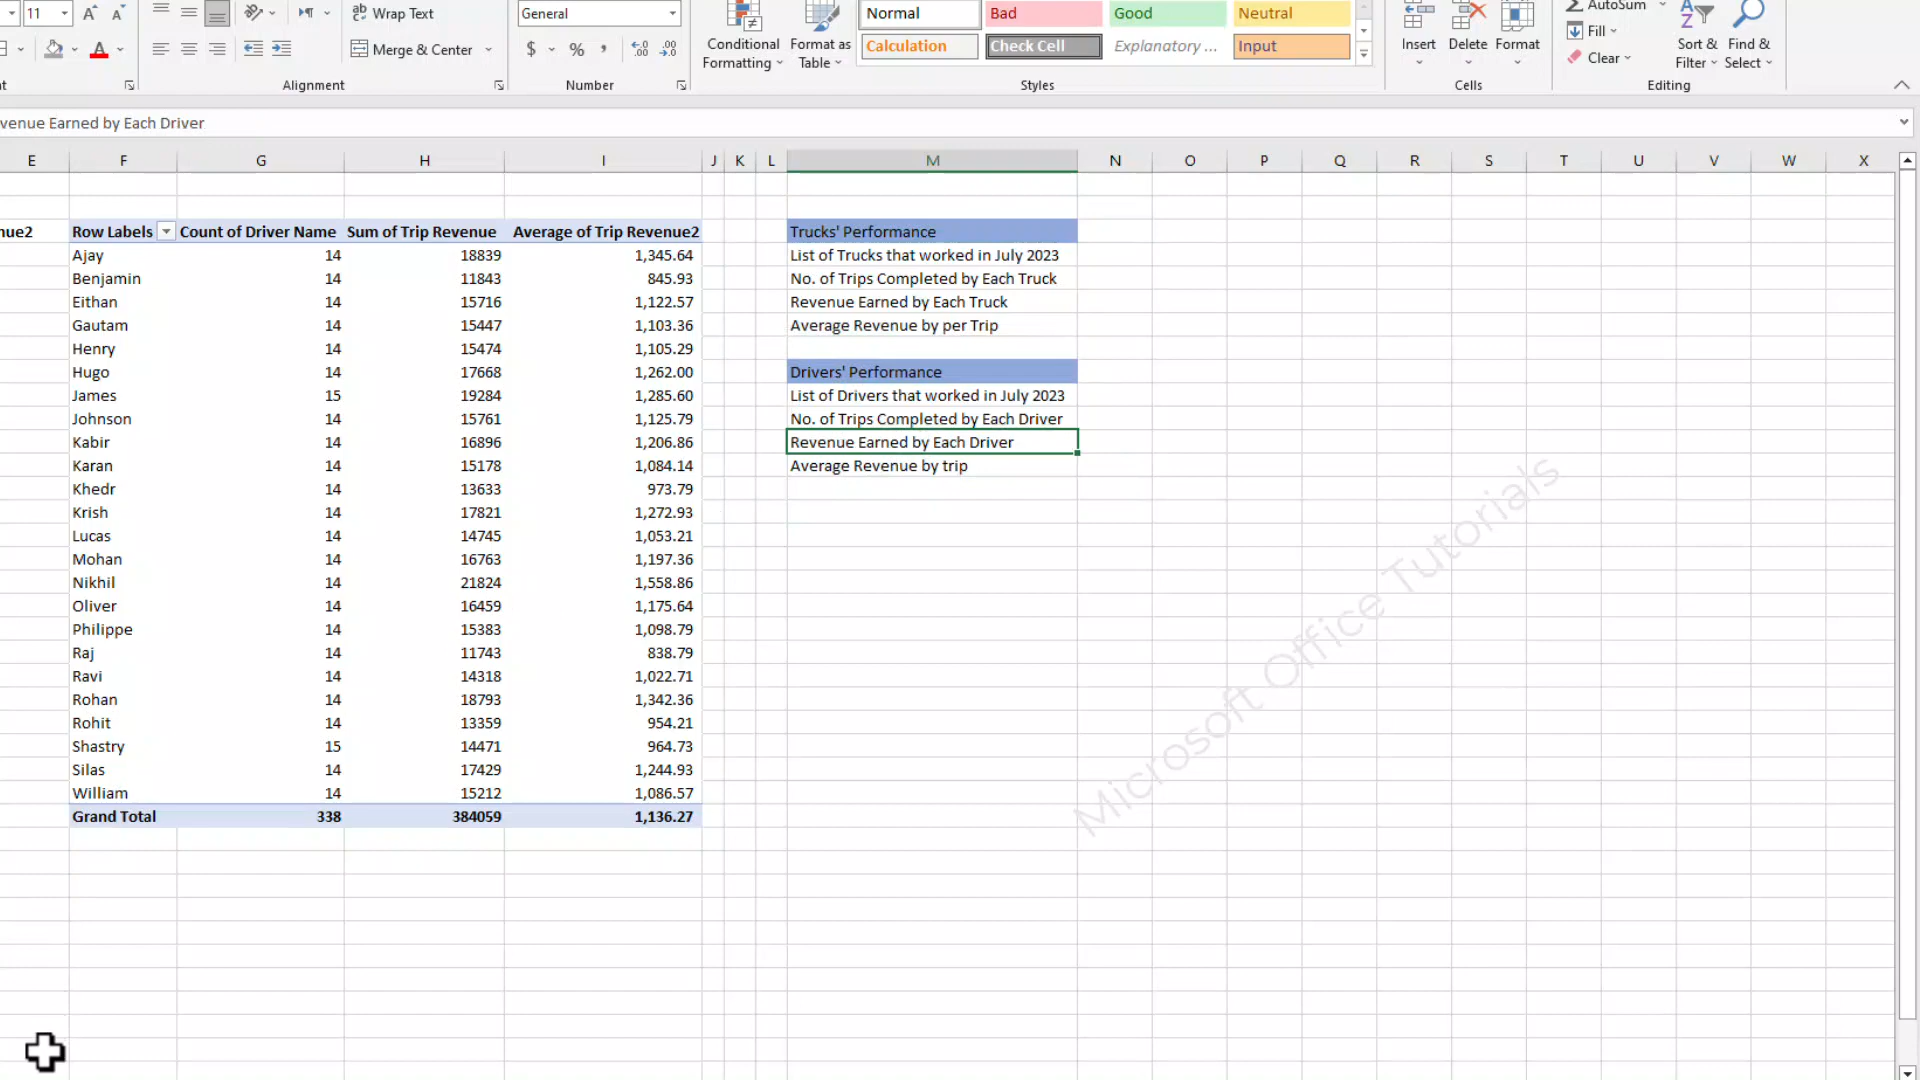 11
Wrap Text
Merge & Center
Alignment
General
$ % ,
Number
Conditional Formatting
Format as Table
Normal Bad Good Neutral
Calculation Check Cell Explanatory ... Input
Styles
Insert Delete Format
Cells
AutoSum
Fill
Clear
Sort & Filter
Find & Select
Editing
venue Earned by Each Driver
E F G H I J K L M N O P Q R S T U V W X
nue2 Row Labels Count of Driver Name Sum of Trip Revenue Average of Trip Revenue2
Ajay 14 18839 1,345.64
Benjamin 14 11843 845.93
Eithan 14 15716 1,122.57
Gautam 14 15447 1,103.36
Henry 14 15474 1,105.29
Hugo 14 17668 1,262.00
James 15 19284 1,285.60
Johnson 14 15761 1,125.79
Kabir 14 16896 1,206.86
Karan 14 15178 1,084.14
Khedr 14 13633 973.79
Krish 14 17821 1,272.93
Lucas 14 14745 1,053.21
Mohan 14 16763 1,197.36
Nikhil 14 21824 1,558.86
Oliver 14 16459 1,175.64
Philippe 14 15383 1,098.79
Raj 14 11743 838.79
Ravi 14 14318 1,022.71
Rohan 14 18793 1,342.36
Rohit 14 13359 954.21
Shastry 15 14471 964.73
Silas 14 17429 1,244.93
William 14 15212 1,086.57
Grand Total 338 384059 1,136.27
Trucks' Performance
List of Trucks that worked in July 2023
No. of Trips Completed by Each Truck
Revenue Earned by Each Truck
Average Revenue by per Trip
Drivers' Performance
List of Drivers that worked in July 2023
No. of Trips Completed by Each Driver
Revenue Earned by Each Driver
Average Revenue by trip
Microsoft Office Tutorials